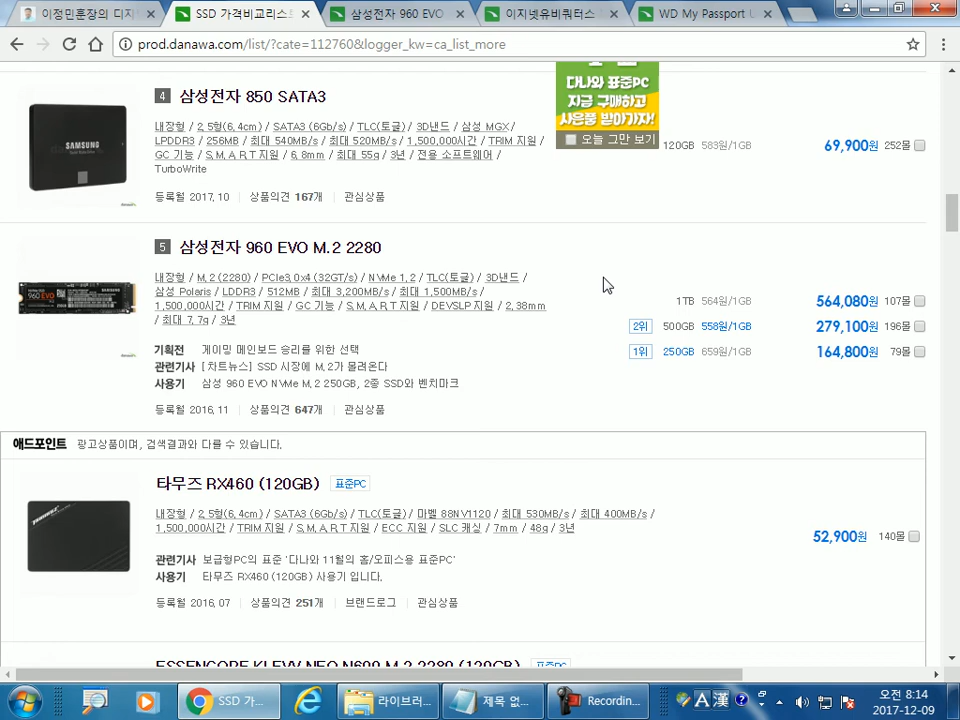 이정민훈장의 디지
SSD 가격비교리스트
삼성전자 960 EVO
이지넷유비쿼터스
WD My Passport U
prod.danawa.com/list/?cate=112760&logger_kw=ca_list_more
다나와 표준PC
지금 구매하고
사은품 받아가자!
오늘 그만 보기
4 삼성전자 850 SATA3
SAMSUNG
내장형 / 2.5형(6.4cm) / SATA3 (6Gb/s) / TLC(토글) / 3D낸드 / 삼성 MGX /
LPDDR3 / 256MB / 최대 540MB/s / 최대 520MB/s / 1,500,000시간 / TRIM 지원 /
GC 기능 / S.M.A.R.T 지원 / 6.8mm / 최대 55g / 3년 / 전용 소프트웨어 /
TurboWrite
120GB 583원/1GB 69,900원 252몰
등록월 2017.10 상품의견 167개 관심상품
5 삼성전자 960 EVO M.2 2280
내장형 / M.2 (2280) / PCIe3.0x4 (32GT/s) / NVMe 1.2 / TLC(토글) / 3D낸드 /
삼성 Polaris / LDDR3 / 512MB / 최대 3,200MB/s / 최대 1,500MB/s /
1,500,000시간 / TRIM 지원 / GC 기능 / S.M.A.R.T 지원 / DEVSLP 지원 / 2.38mm
/ 최대 7.7g / 3년
1TB 564원/1GB 564,080원 107몰
2위 500GB 558원/1GB 279,100원 196몰
1위 250GB 659원/1GB 164,800원 79몰
기획전 게이밍 메인보드 승리를 위한 선택
관련기사 [차트뉴스] SSD 시장에 M.2가 몰려온다
사용기 삼성 960 EVO NVMe M.2 250GB, 2종 SSD와 벤치마크
등록월 2016.11 상품의견 647개 관심상품
애드포인트 광고상품이며, 검색결과와 다를 수 있습니다.
타무즈 RX460 (120GB) 표준PC
내장형 / 2.5형(6.4cm) / SATA3 (6Gb/s) / TLC(토글) / 마벨 88NV1120 / 최대 530MB/s / 최대 400MB/s /
1,500,000시간 / TRIM 지원 / S.M.A.R.T 지원 / ECC 지원 / SLC 캐싱 / 7mm / 48g / 3년
52,900원 140몰
관련기사 보급형PC의 표준 '다나와 11월의 홈/오피스용 표준PC'
사용기 타무즈 RX460 (120GB) 사용기 입니다.
등록월 2016.07 상품의견 251개 브랜드로그 관심상품
ESSENCORE KLEVV NEO N600 M.2 2280 (120GB) 표준PC
SSD 가...
라이브러...
제목 없...
Recordin...
A 漢
오전 8:14
2017-12-09